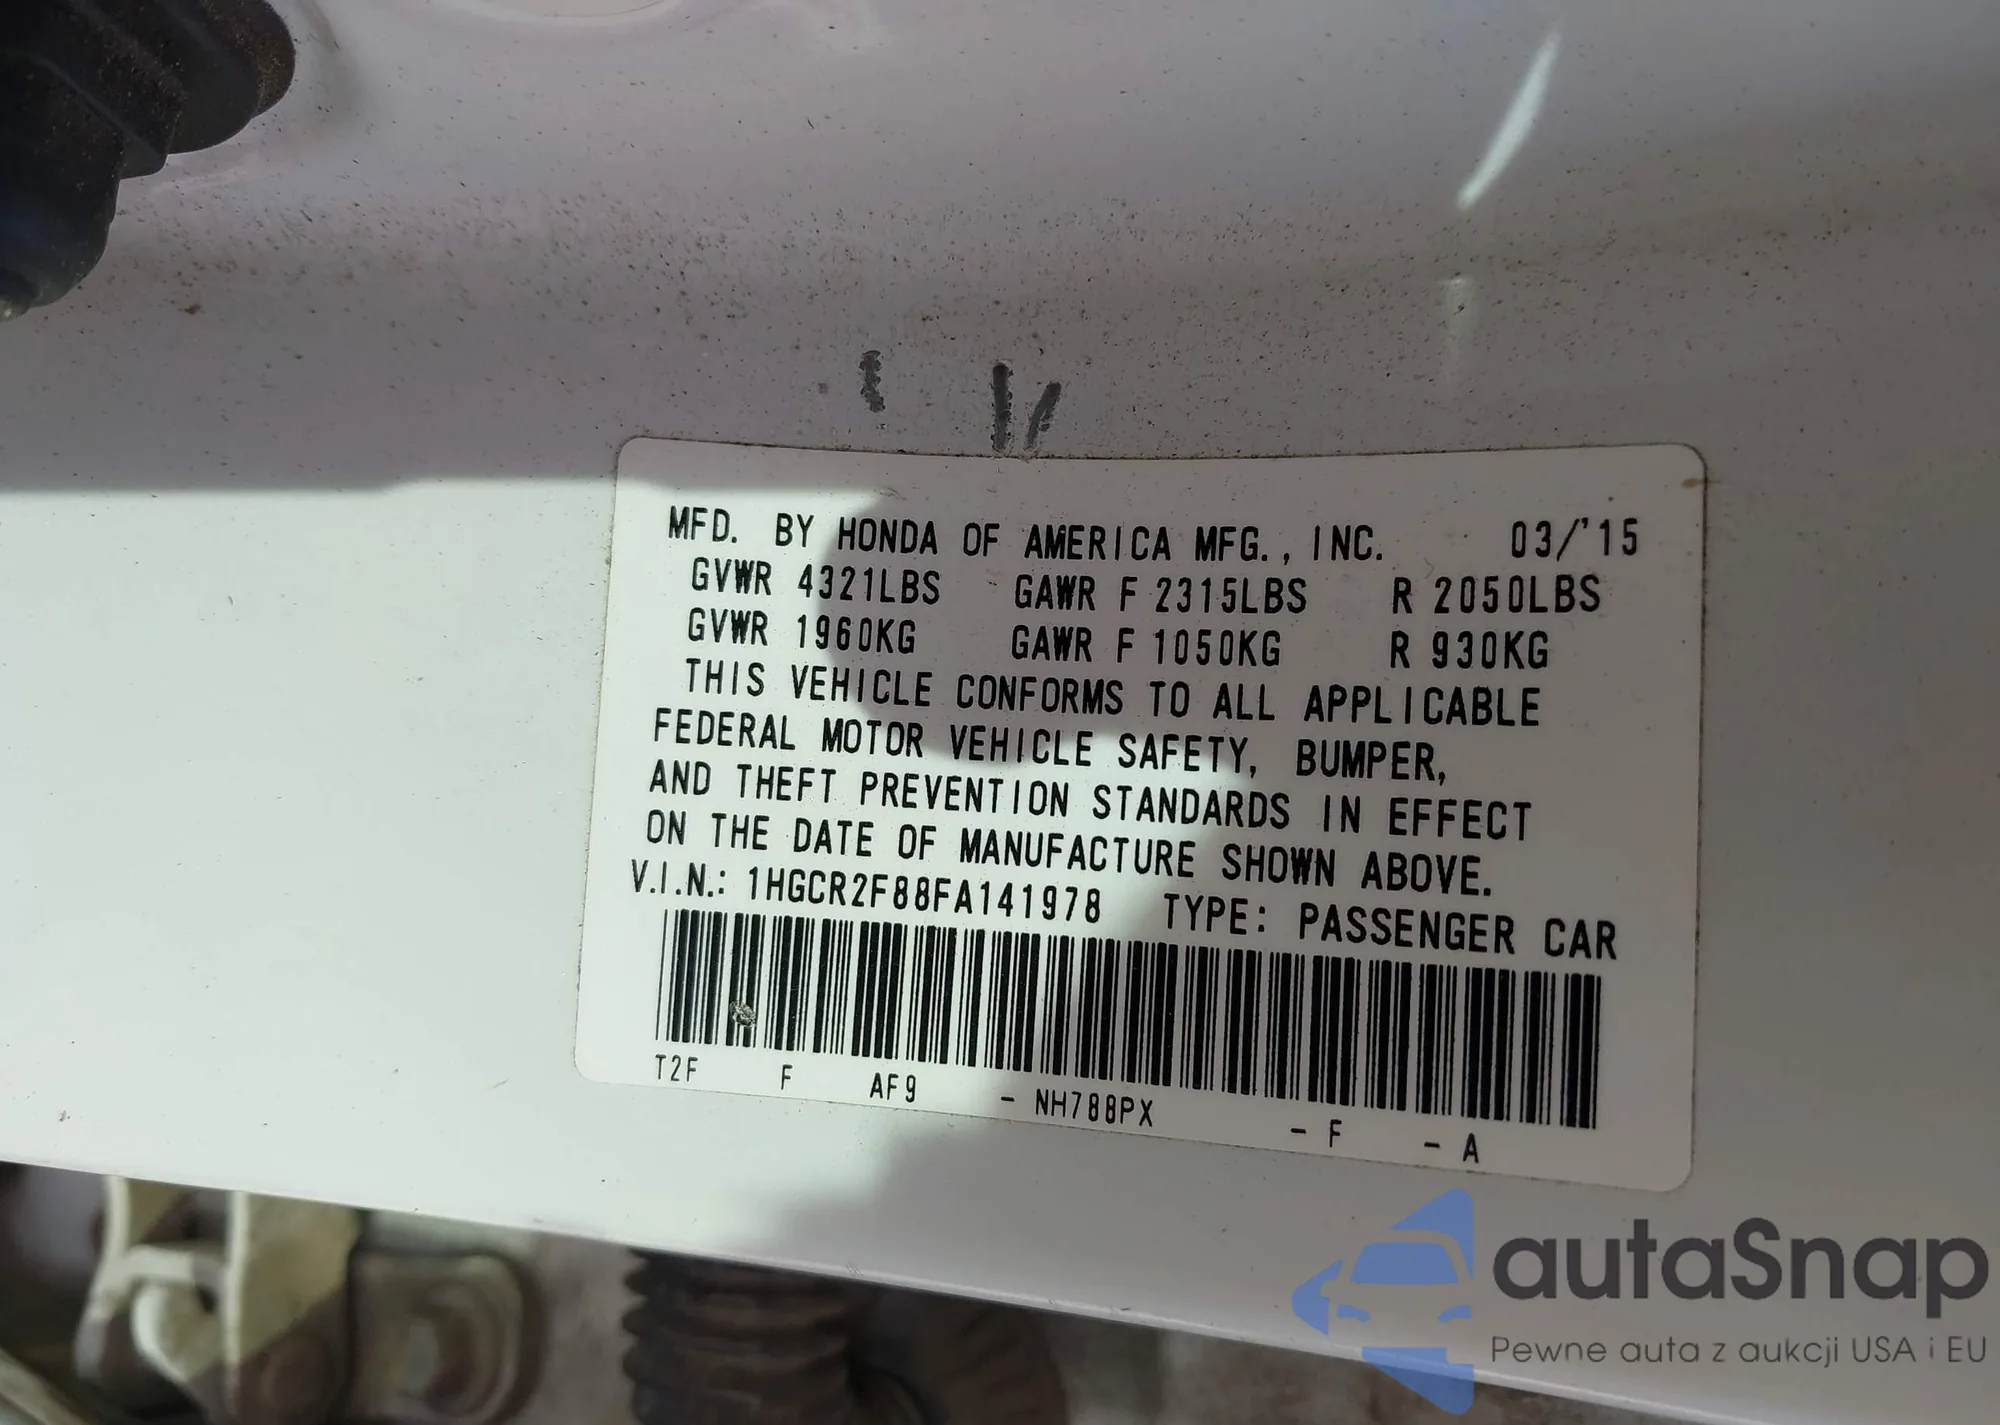 MFD. BY HONDA OF AMERICA MFG., INC. 03/'15
GVWR 4321LBS GAWR F 2315LBS R 2050LBS
GVWR 1960KG GAWR F 1050KG R 930KG
THIS VEHICLE CONFORMS TO ALL APPLICABLE
FEDERAL MOTOR VEHICLE SAFETY, BUMPER,
AND THEFT PREVENTION STANDARDS IN EFFECT
ON THE DATE OF MANUFACTURE SHOWN ABOVE.
V.I.N.: 1HGCR2F88FA141978 TYPE: PASSENGER CAR
T2F F AF9 - NH788PX - F - A
autaSnap
Pewne auta z aukcji USA i EU